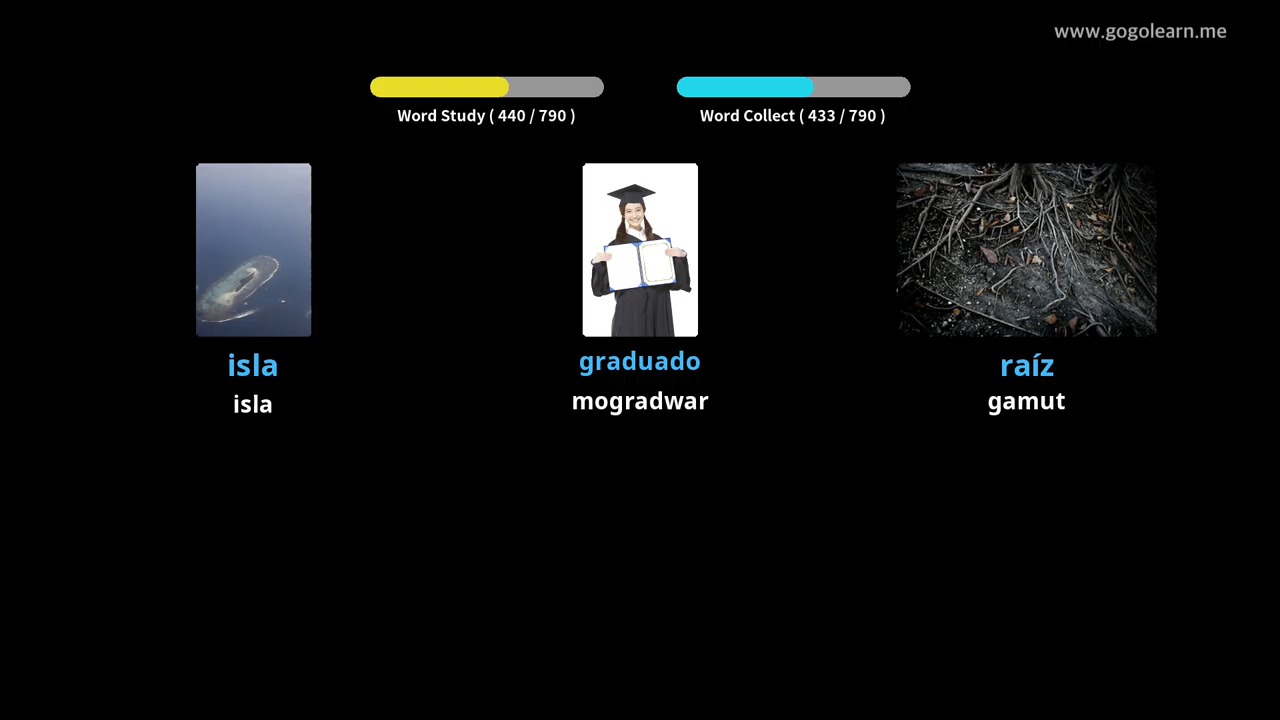 www.gogolearn.me
Word Study ( 440 / 790 )
Word Collect ( 433 / 790 )
isla
isla
graduado
mogradwar
raíz
gamut